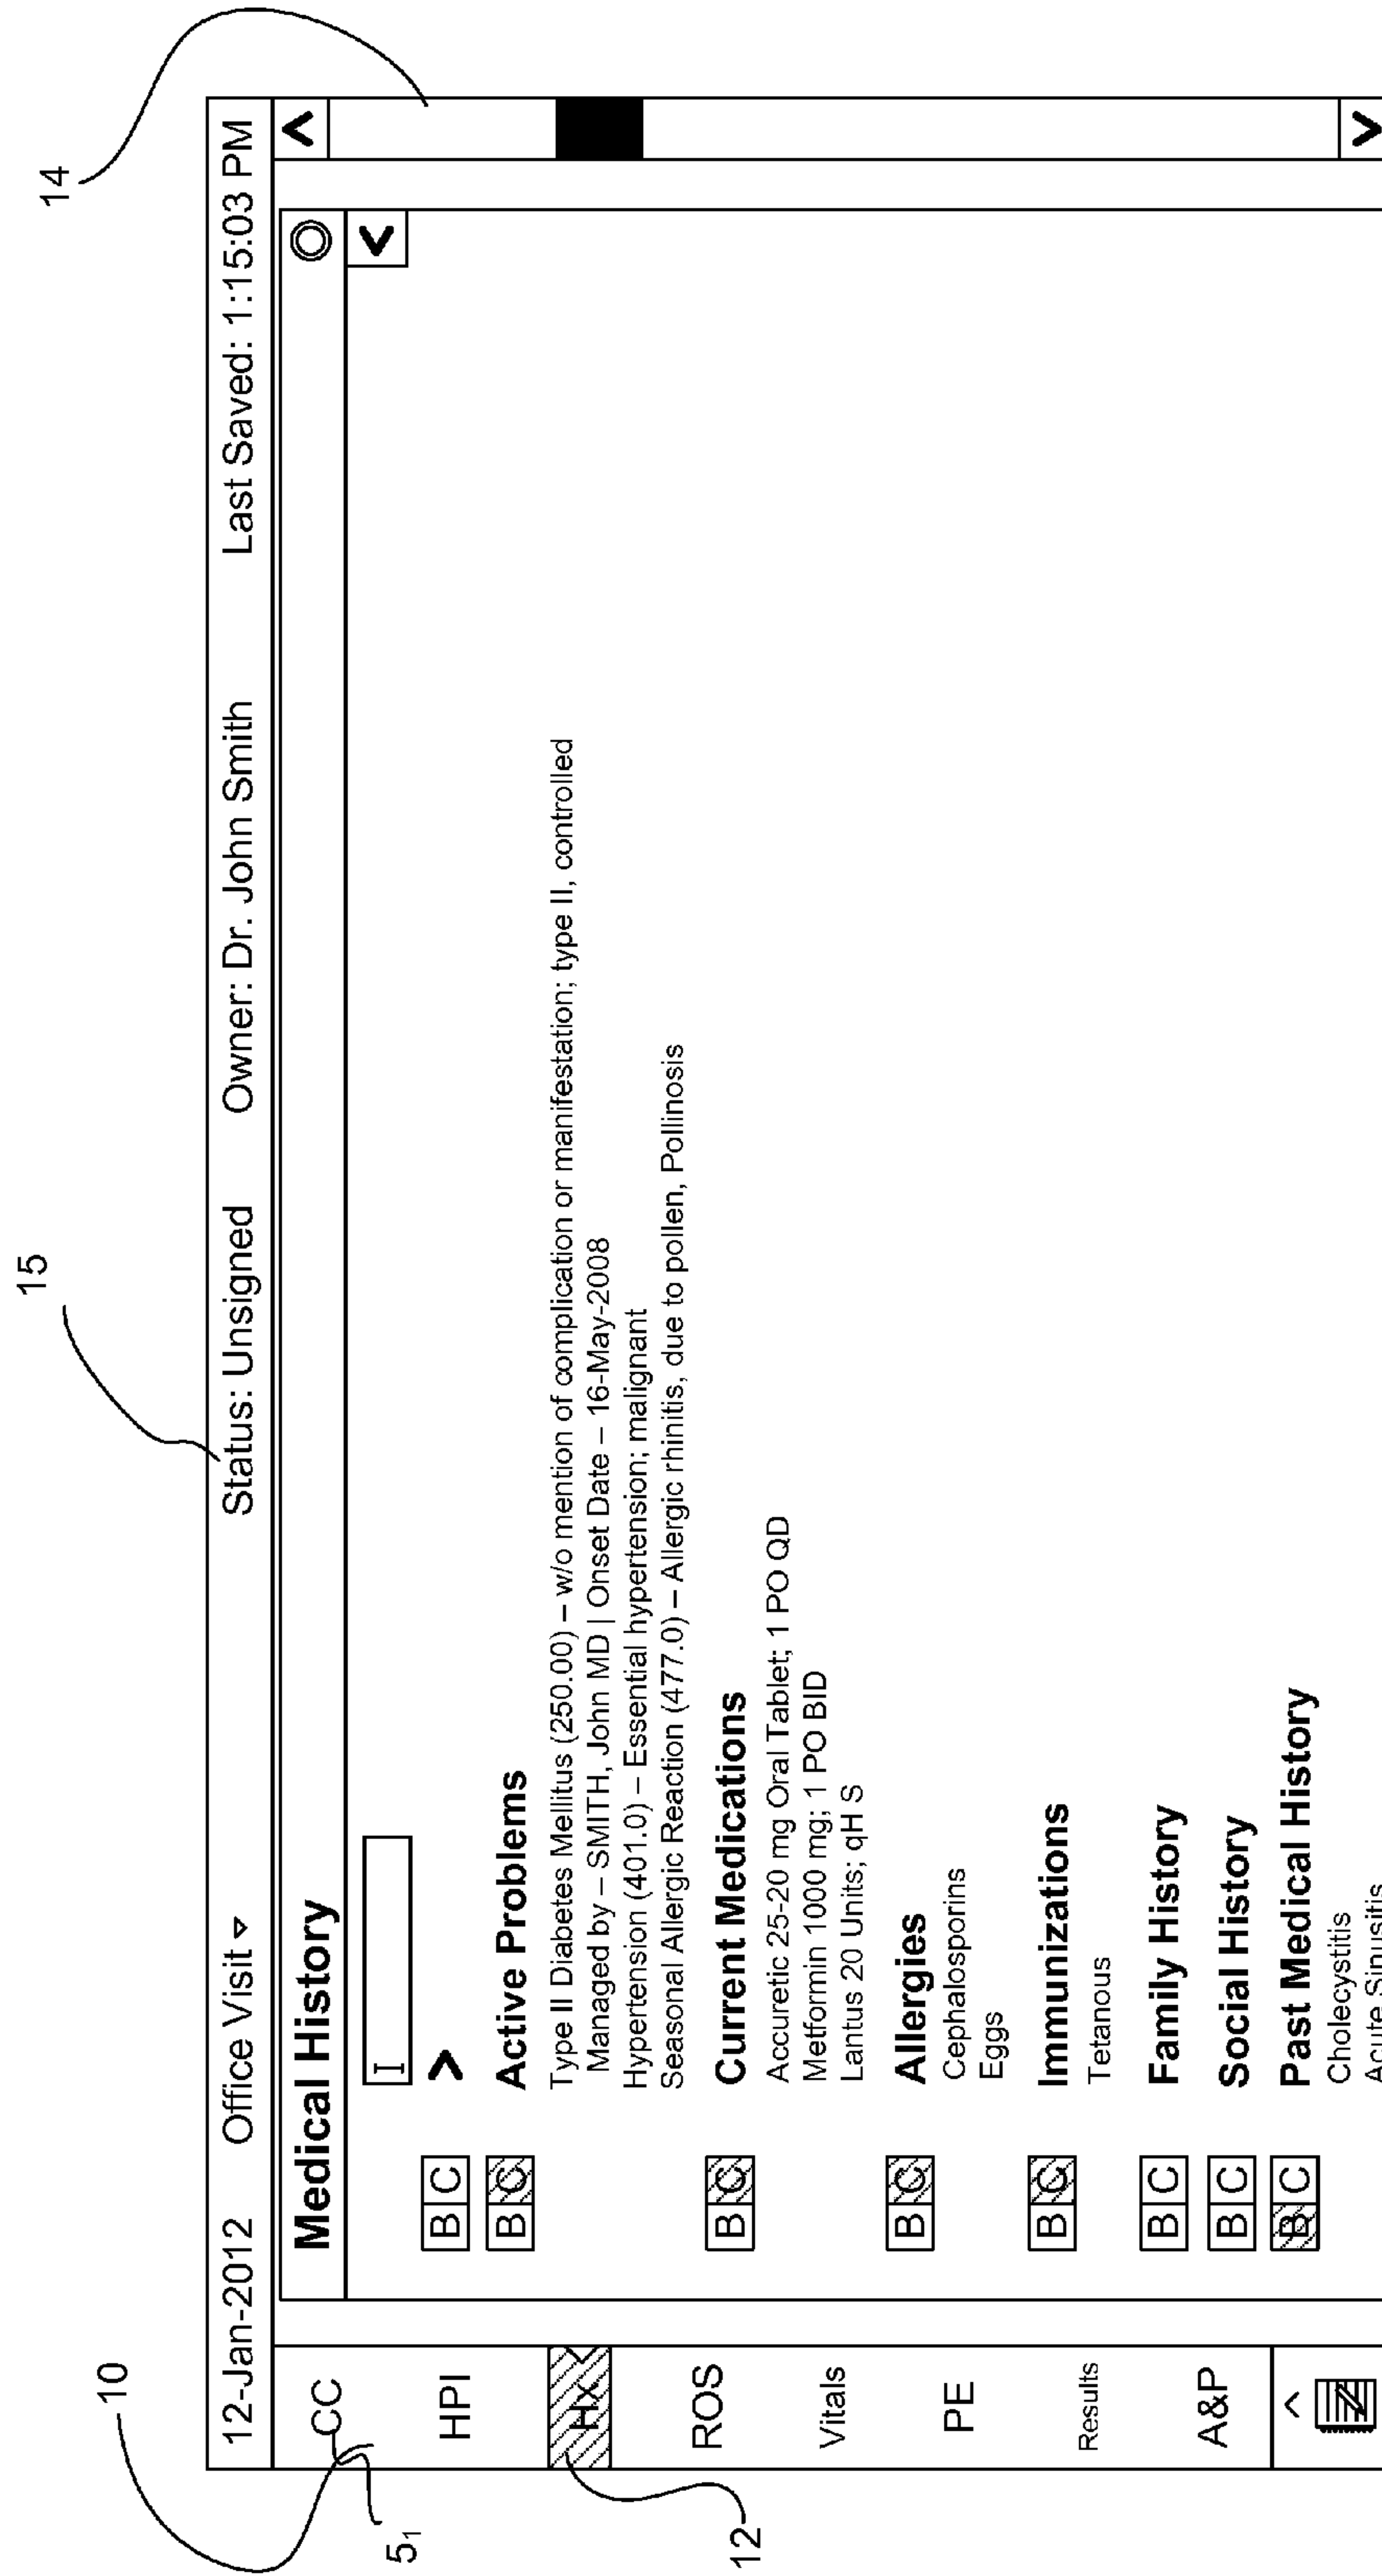 14
15
10
12-Jan-2012 Office Visit Status: Unsigned Owner: Dr. John Smith Last Saved: 1:15:03 PM
5₁
12
CC
HPI
Hx
ROS
Vitals
PE
Results
A&P
Medical History
B C
B C Active Problems
Type II Diabetes Mellitus (250.00) – w/o mention of complication or manifestation; type II, controlled
Managed by – SMITH, John MD | Onset Date – 16-May-2008
Hypertension (401.0) – Essential hypertension; malignant
Seasonal Allergic Reaction (477.0) – Allergic rhinitis, due to pollen, Pollinosis
B C Current Medications
Accuretic 25-20 mg Oral Tablet; 1 PO QD
Metformin 1000 mg; 1 PO BID
Lantus 20 Units; qH S
B C Allergies
Cephalosporins
Eggs
B C Immunizations
Tetanous
B C Family History
B C Social History
B C Past Medical History
Cholecystitis
Acute Sinusitis